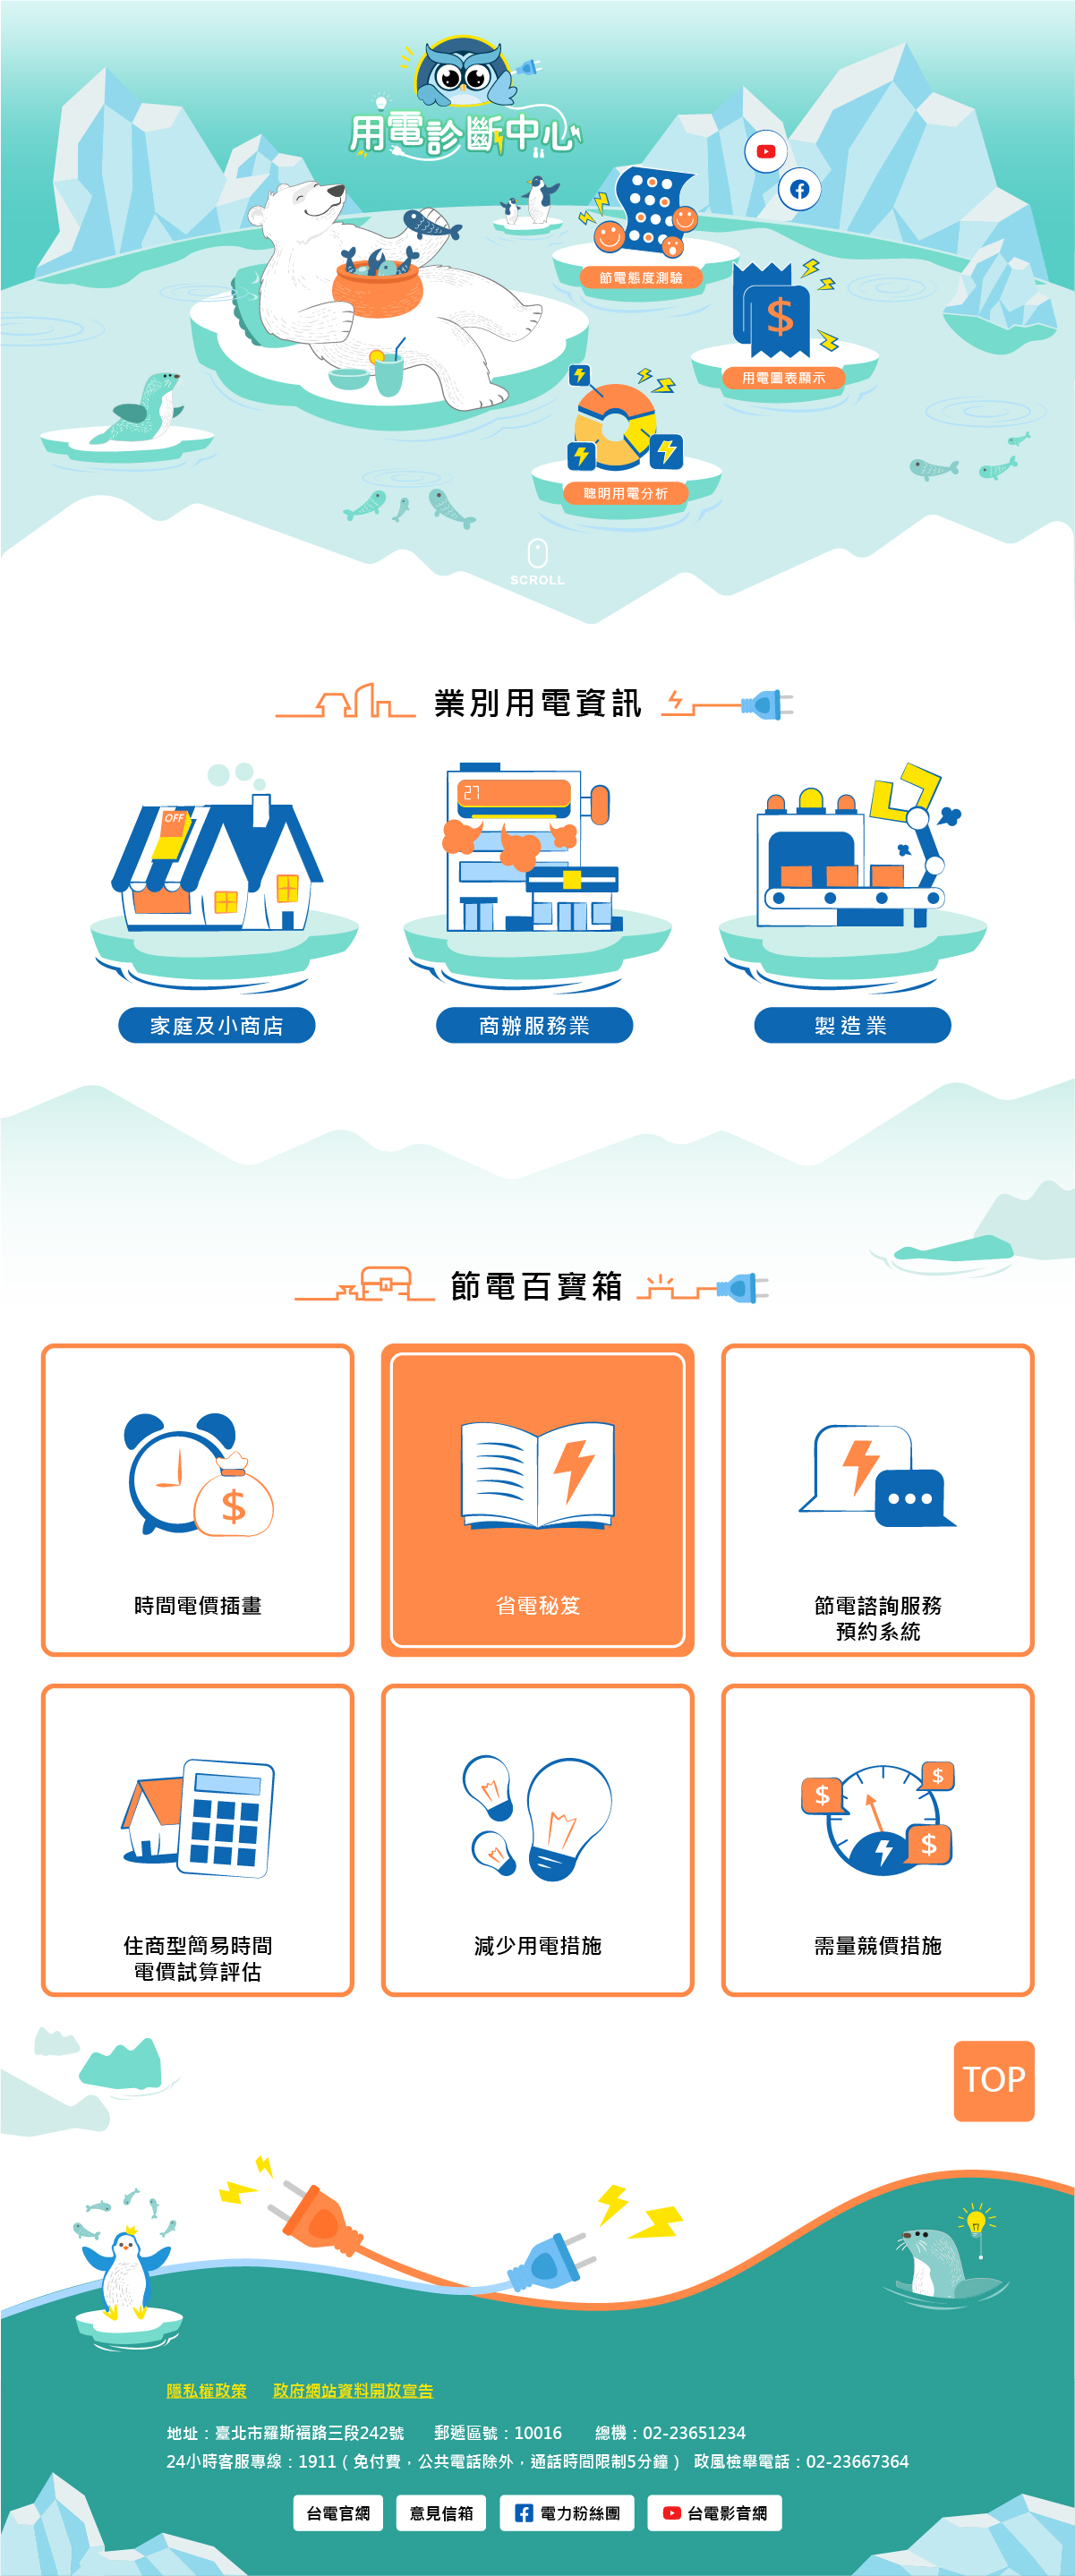 用電診斷中心
節電態度測驗
$
用電圖表顯示
聰明用電分析
SCROLL
業別用電資訊
OFF
27
家庭及小商店
商辦服務業
製造業
節電百寶箱
$
時間電價插畫
省電秘笈
節電諮詢服務
預約系統
住商型簡易時間
電價試算評估
減少用電措施
$
$
$
需量競價措施
TOP
隱私權政策 政府網站資料開放宣告
地址：臺北市羅斯福路三段242號 郵遞區號：10016 總機：02-23651234
24小時客服專線：1911（免付費，公共電話除外，通話時間限制5分鐘） 政風檢舉電話：02-23667364
台電官網 意見信箱 電力粉絲團 台電影音網